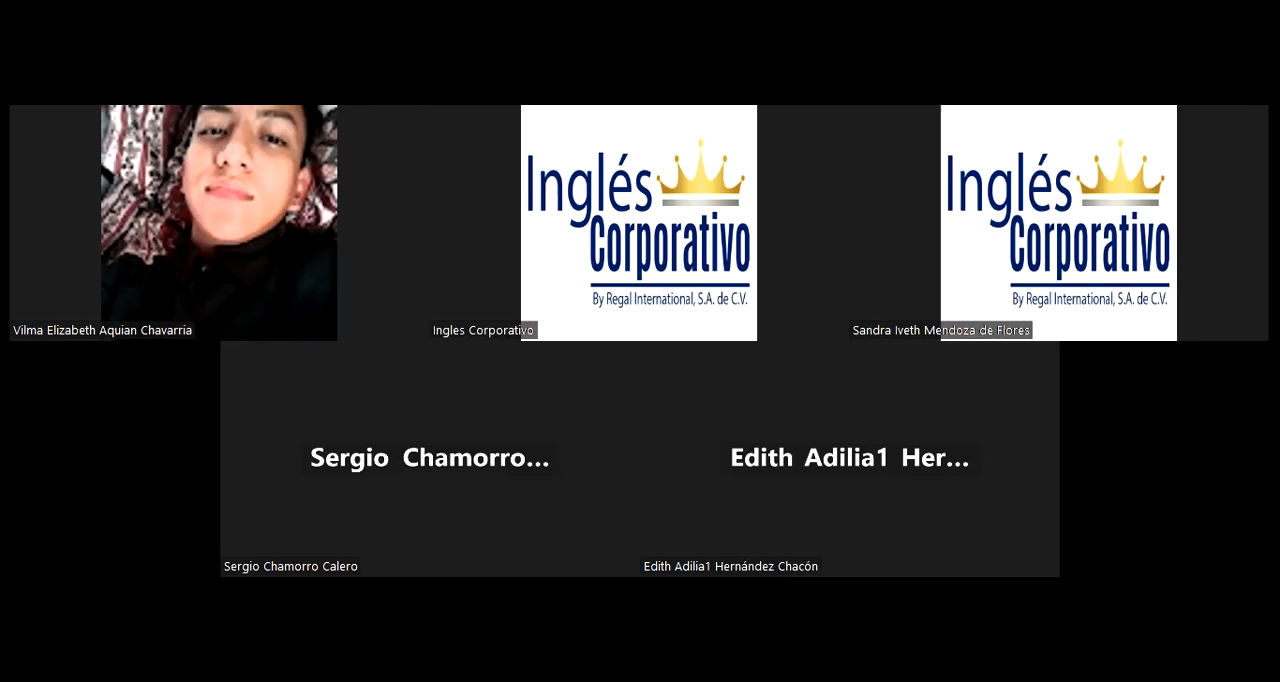 Inglés
Corporativo
By Regal International, S.A. de C.V.
Inglés
Corporativo
By Regal International, S.A. de C.V.
Vilma Elizabeth Aquian Chavarria
Ingles Corporativo
Sandra Iveth Mendoza de Flores
Sergio Chamorro...
Edith Adilia1 Her...
Sergio Chamorro Calero
Edith Adilia1 Hernández Chacón